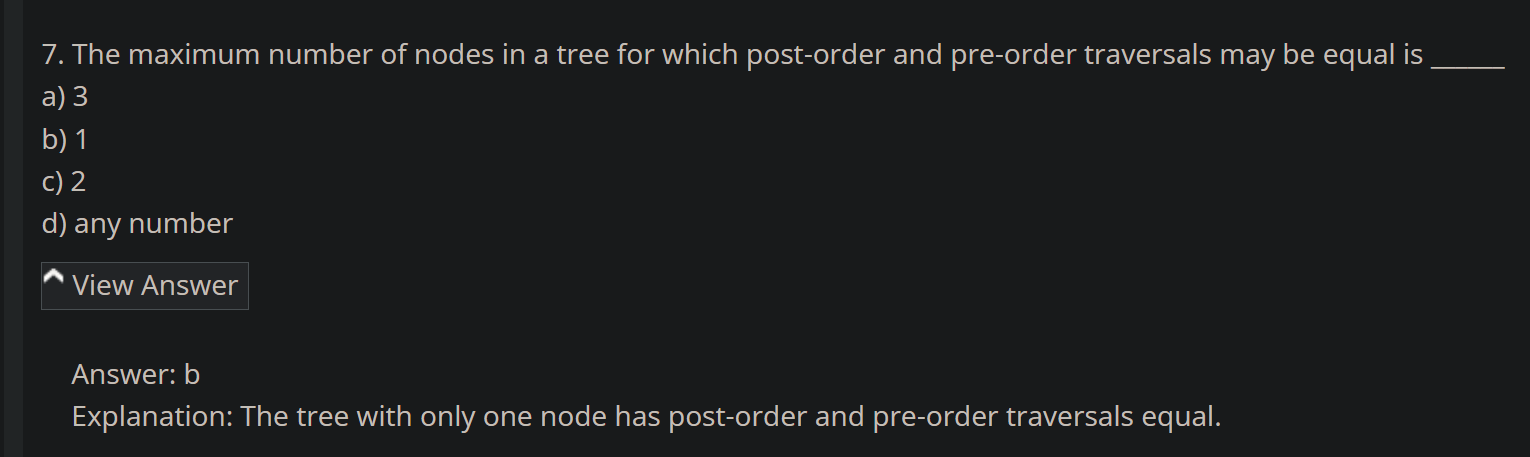 7. The maximum number of nodes in a tree for which post-order and pre-order traversals may be equal is ______
a) 3
b) 1
c) 2
d) any number
View Answer
Answer: b
Explanation: The tree with only one node has post-order and pre-order traversals equal.